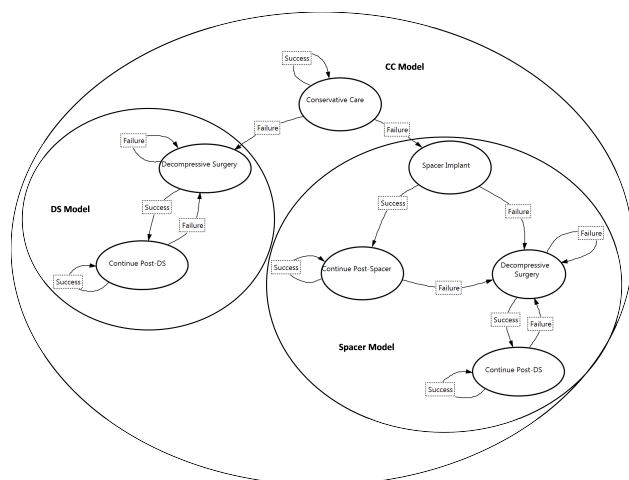 Success
CC Model
Conservative Care
Failure
Failure
Failure
Decompressive Surgery
Spacer Implant
DS Model
Success
Failure
Success
Failure
Failure
Continue Post-DS
Success
Success
Continue Post-Spacer
Decompressive
Surgery
Failure
Success
Failure
Spacer Model
Continue Post-DS
Success